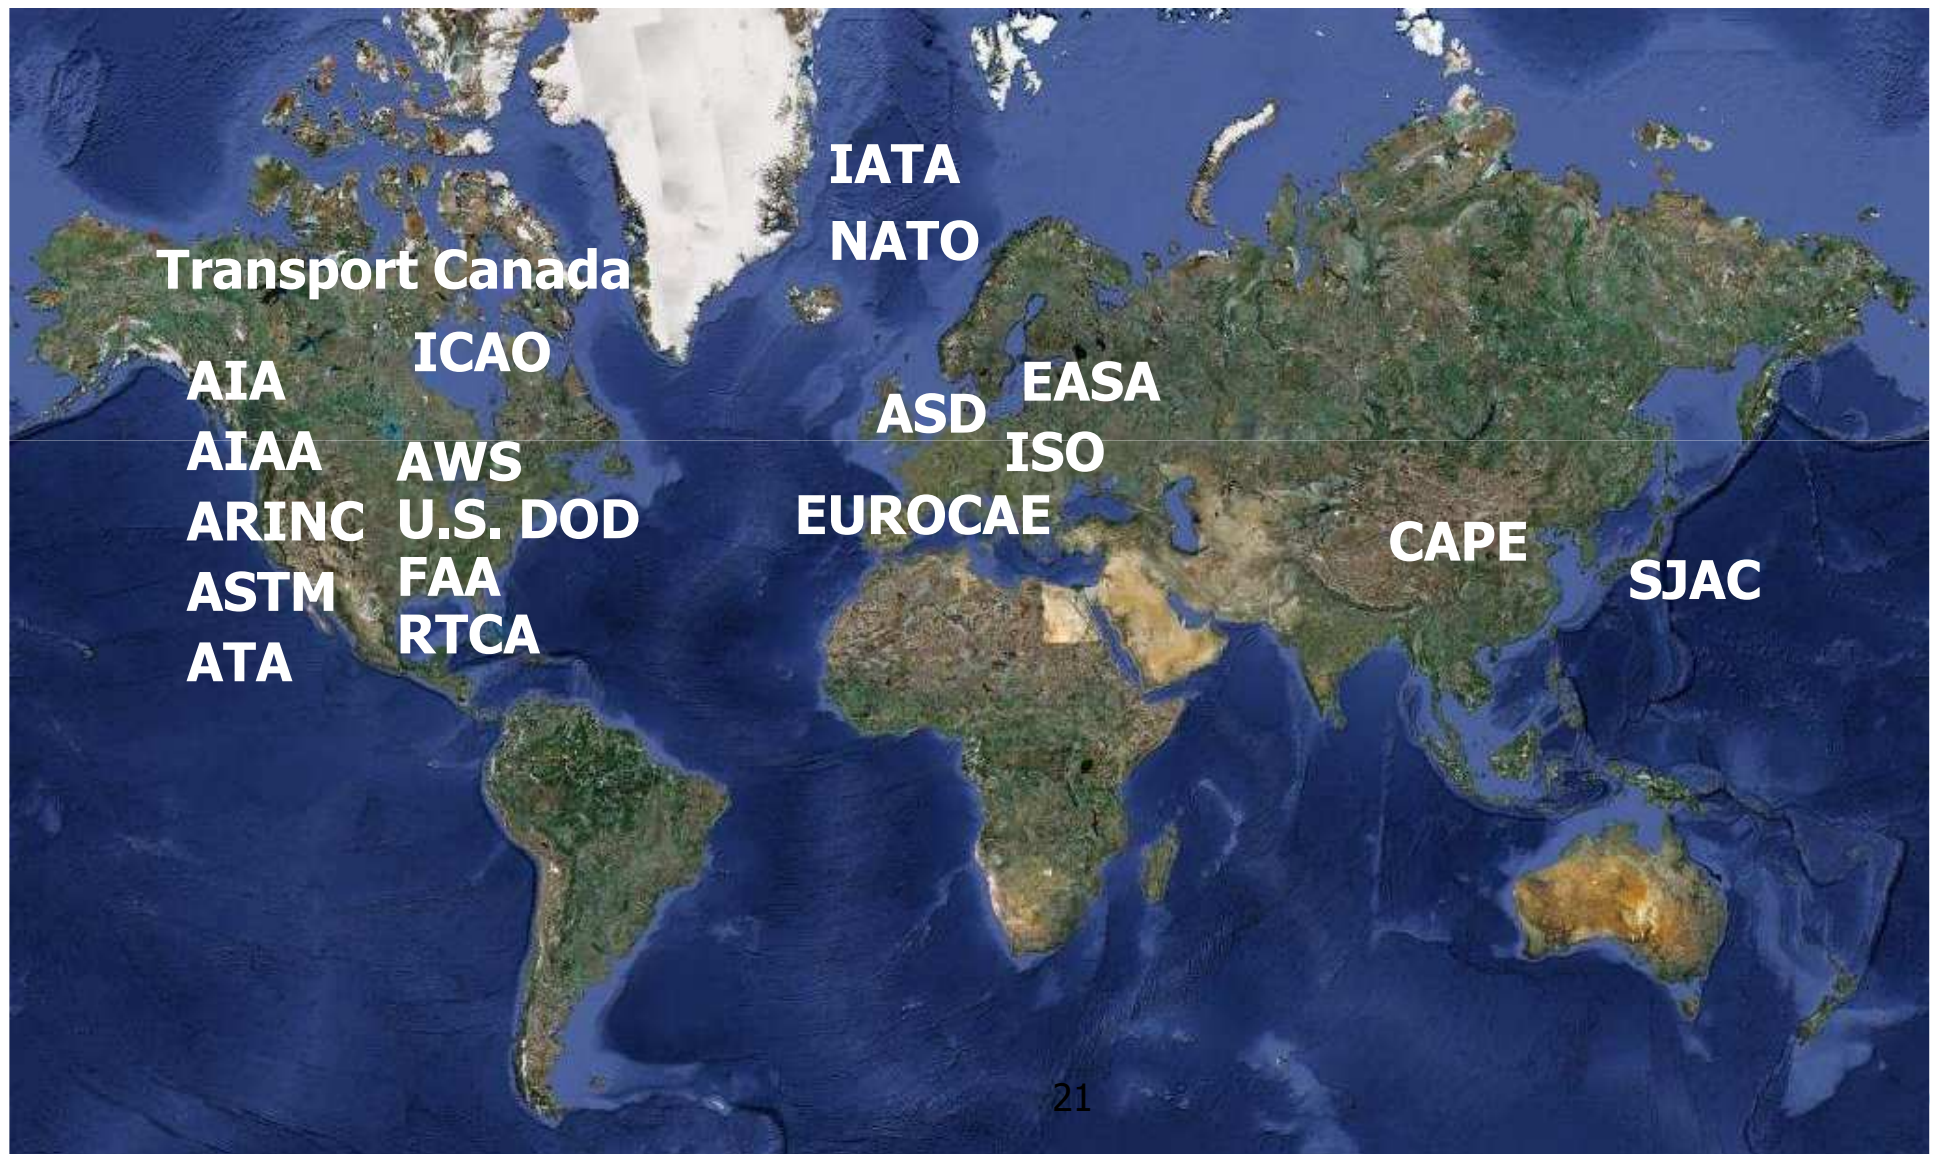 IATA
NATO
Transport Canada
ICAO
AIA
AIAA
ARINC
ASTM
ATA
AWS
U.S. DOD
FAA
RTCA
EASA
ASD
ISO
EUROCAE
CAPE
SJAC
21